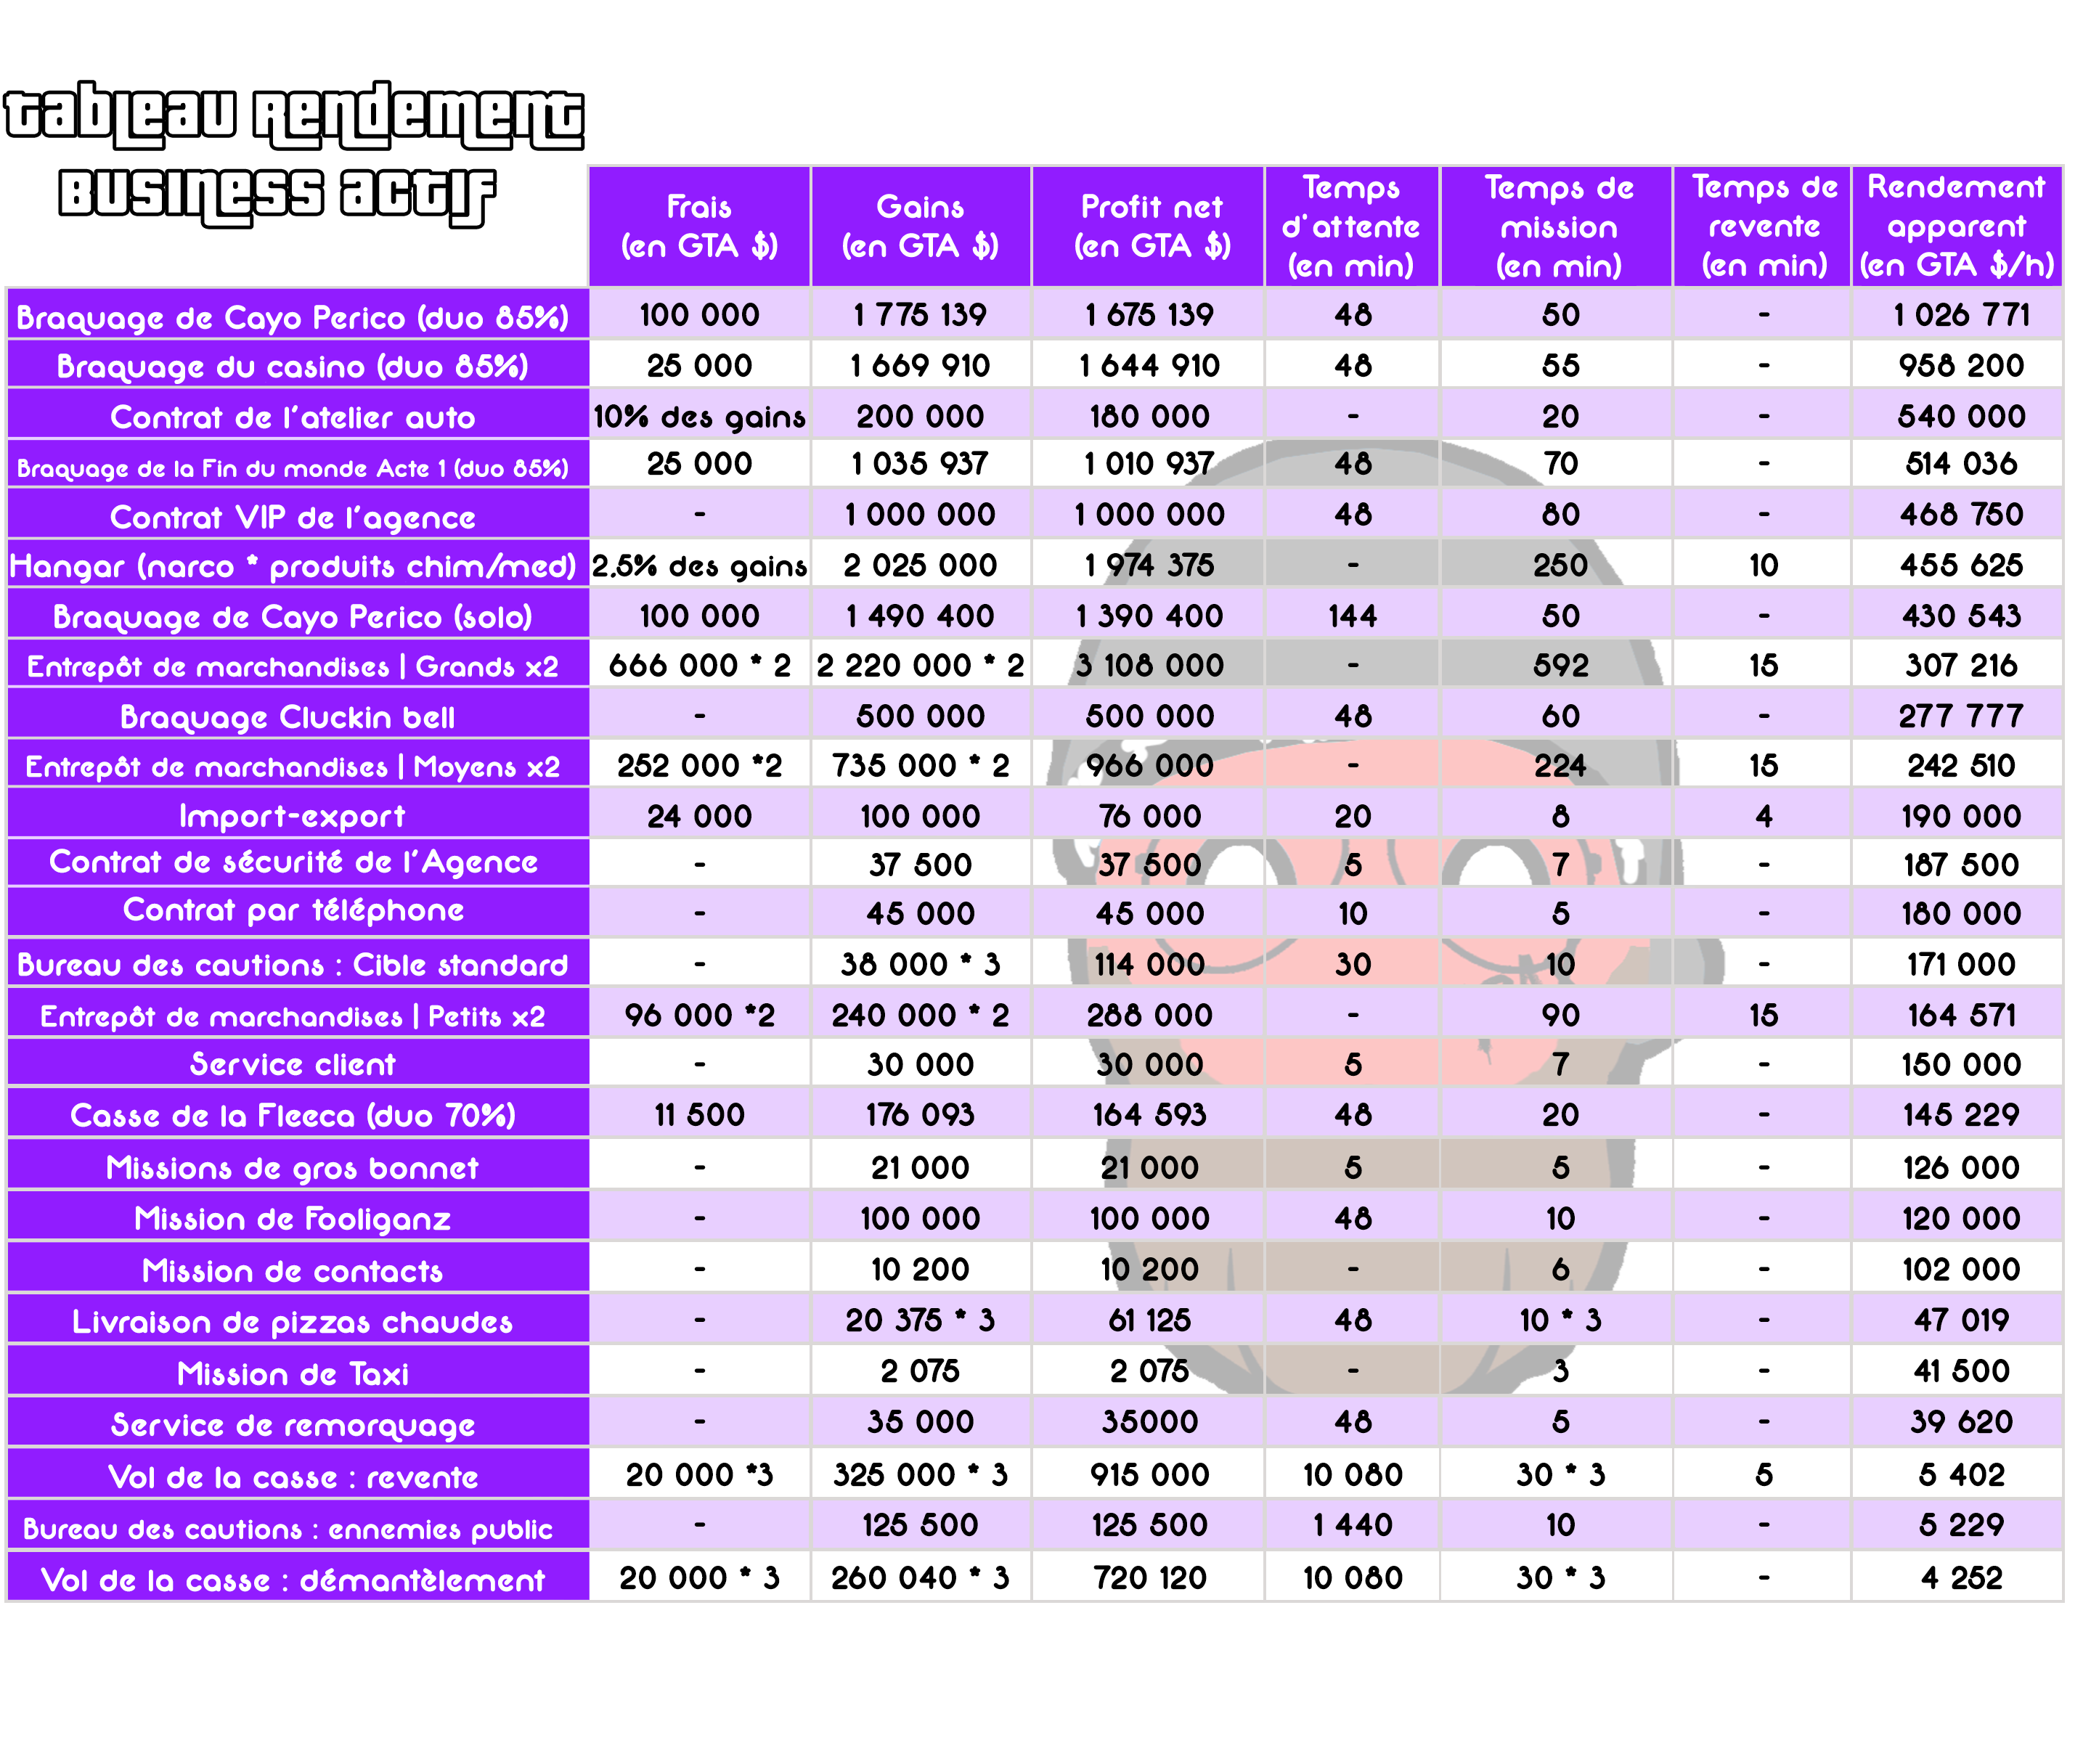 Tableau Rendement
Business actif
Frais (en GTA $) Gains (en GTA $) Profit net (en GTA $) Temps d'attente (en min) Temps de mission (en min) Temps de revente (en min) Rendement apparent (en GTA $/h)
Braquage de Cayo Perico (duo 85%) 100 000 1 775 139 1 675 139 48 50 - 1 026 771
Braquage du casino (duo 85%) 25 000 1 669 910 1 644 910 48 55 - 958 200
Contrat de l'atelier auto 10% des gains 200 000 180 000 - 20 - 540 000
Braquage de la Fin du monde Acte 1 (duo 85%) 25 000 1 035 937 1 010 937 48 70 - 514 036
Contrat VIP de l'agence - 1 000 000 1 000 000 48 80 - 468 750
Hangar (narco * produits chim/med) 2,5% des gains 2 025 000 1 974 375 - 250 10 455 625
Braquage de Cayo Perico (solo) 100 000 1 490 400 1 390 400 144 50 - 430 543
Entrepôt de marchandises | Grands x2 666 000 * 2 2 220 000 * 2 3 108 000 - 592 15 307 216
Braquage Cluckin bell - 500 000 500 000 48 60 - 277 777
Entrepôt de marchandises | Moyens x2 252 000 *2 735 000 * 2 966 000 - 224 15 242 510
Import-export 24 000 100 000 76 000 20 8 4 190 000
Contrat de sécurité de l'Agence - 37 500 37 500 5 7 - 187 500
Contrat par téléphone - 45 000 45 000 10 5 - 180 000
Bureau des cautions : Cible standard - 38 000 * 3 114 000 30 10 - 171 000
Entrepôt de marchandises | Petits x2 96 000 *2 240 000 * 2 288 000 - 90 15 164 571
Service client - 30 000 30 000 5 7 - 150 000
Casse de la Fleeca (duo 70%) 11 500 176 093 164 593 48 20 - 145 229
Missions de gros bonnet - 21 000 21 000 5 5 - 126 000
Mission de Fooliganz - 100 000 100 000 48 10 - 120 000
Mission de contacts - 10 200 10 200 - 6 - 102 000
Livraison de pizzas chaudes - 20 375 * 3 61 125 48 10 * 3 - 47 019
Mission de Taxi - 2 075 2 075 - 3 - 41 500
Service de remorquage - 35 000 35000 48 5 - 39 620
Vol de la casse : revente 20 000 *3 325 000 * 3 915 000 10 080 30 * 3 5 5 402
Bureau des cautions : ennemies public - 125 500 125 500 1 440 10 - 5 229
Vol de la casse : démantèlement 20 000 * 3 260 040 * 3 720 120 10 080 30 * 3 - 4 252